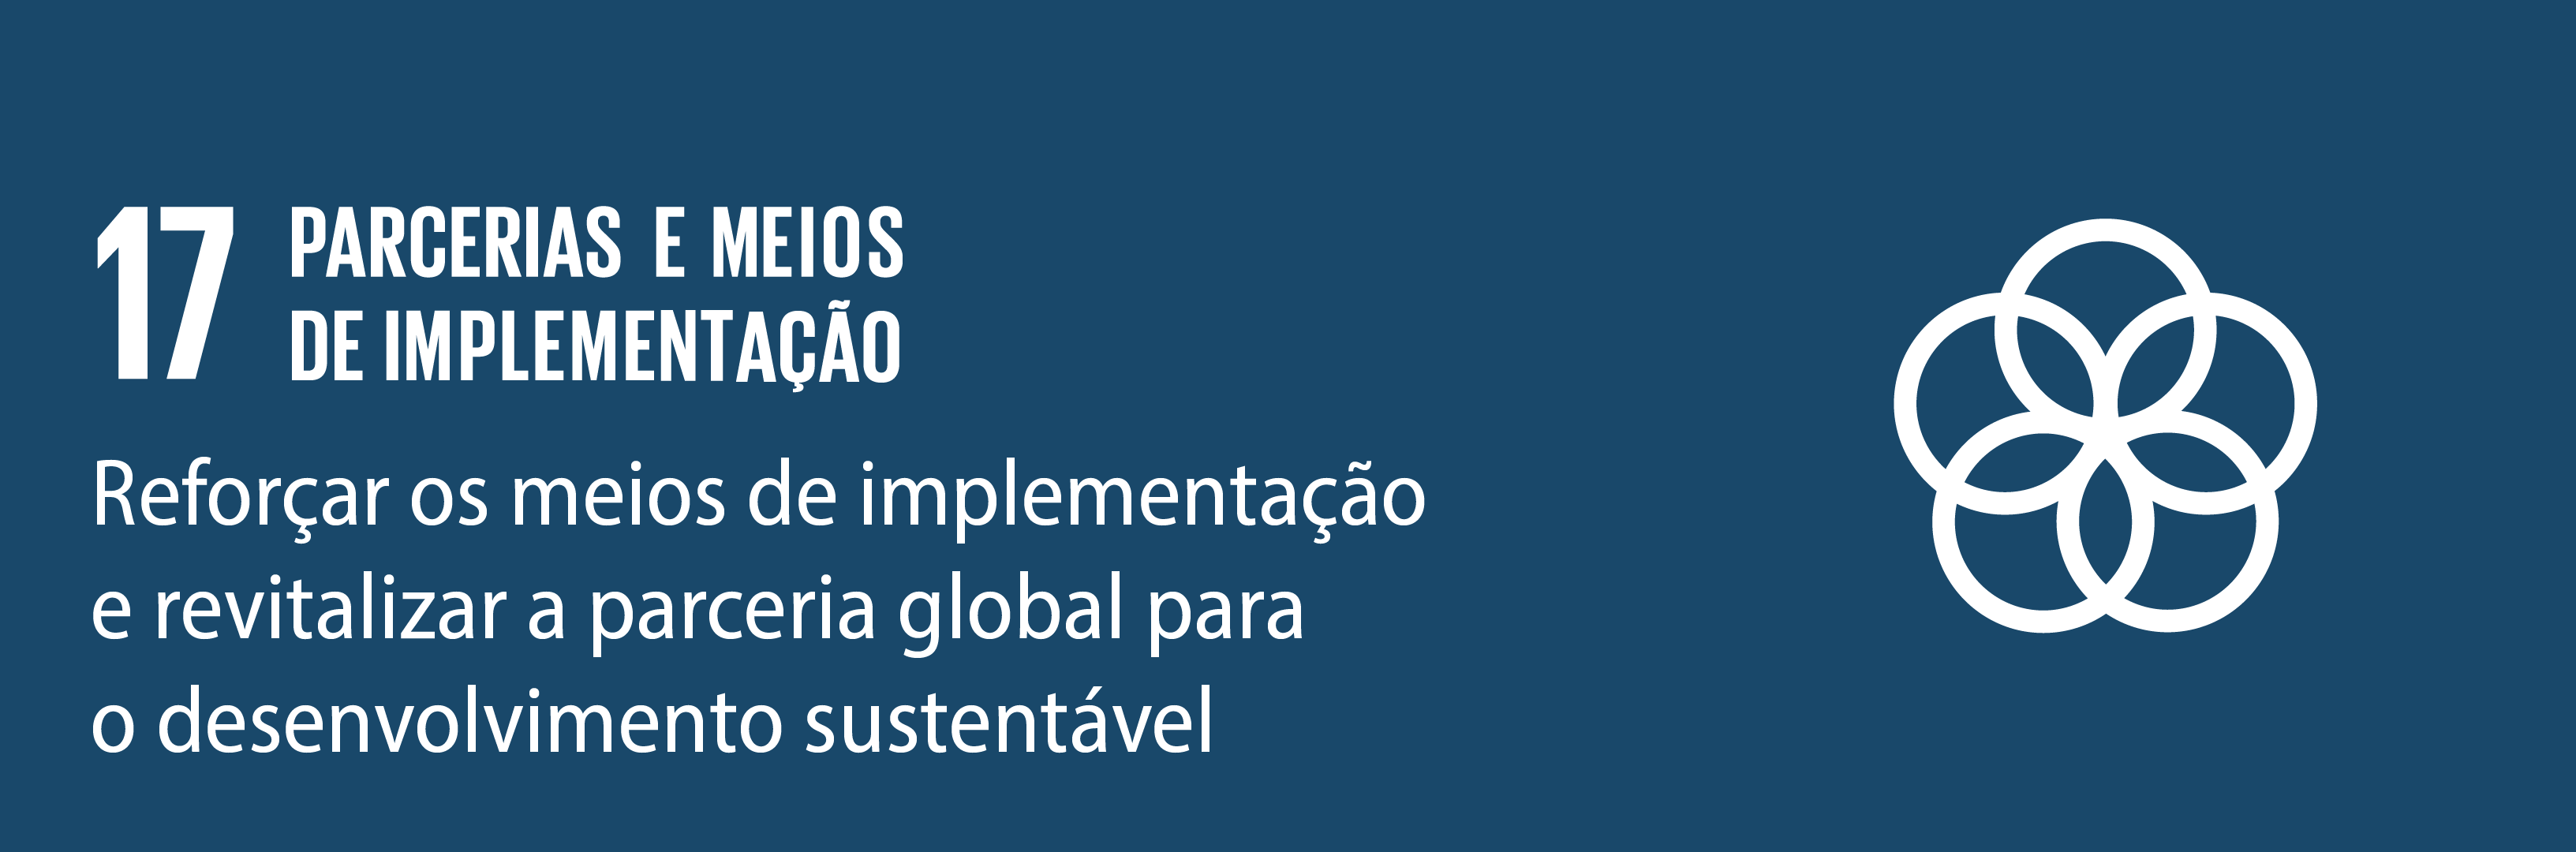 17 PARCERIAS E MEIOS
DE IMPLEMENTAÇÃO
Reforçar os meios de implementação
e revitalizar a parceria global para
o desenvolvimento sustentável